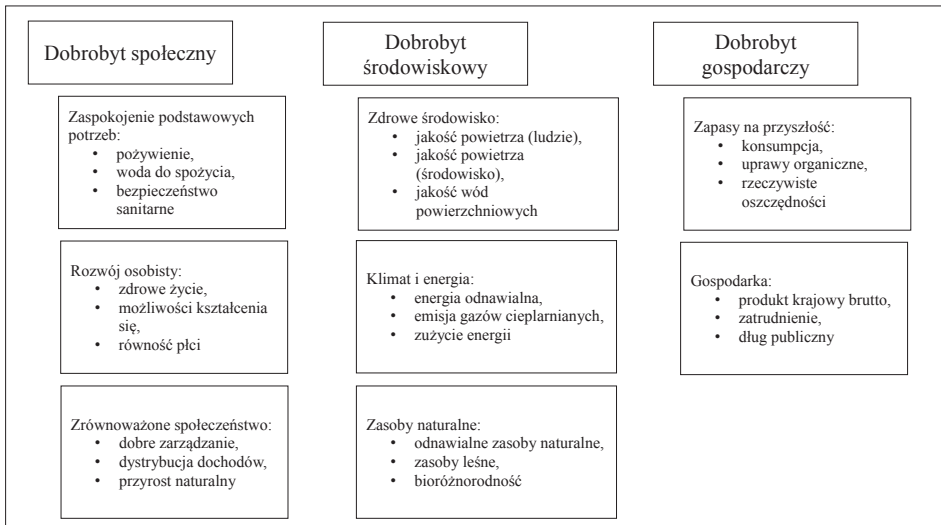 Dobrobyt społeczny
Zaspokojenie podstawowych
potrzeb:
• pożywienie,
• woda do spożycia,
• bezpieczeństwo
sanitarne
Rozwój osobisty:
• zdrowe życie,
• możliwości kształcenia
się,
• równość płci
Zrównoważone społeczeństwo:
• dobre zarządzanie,
• dystrybucja dochodów,
• przyrost naturalny
Dobrobyt
środowiskowy
Zdrowe środowisko:
• jakość powietrza (ludzie),
• jakość powietrza
(środowisko),
• jakość wód
powierzchniowych
Klimat i energia:
• energia odnawialna,
• emisja gazów cieplarnianych,
• zużycie energii
Zasoby naturalne:
• odnawialne zasoby naturalne,
• zasoby leśne,
• bioróżnorodność
Dobrobyt
gospodarczy
Zapasy na przyszłość:
• konsumpcja,
• uprawy organiczne,
• rzeczywiste
oszczędności
Gospodarka:
• produkt krajowy brutto,
• zatrudnienie,
• dług publiczny